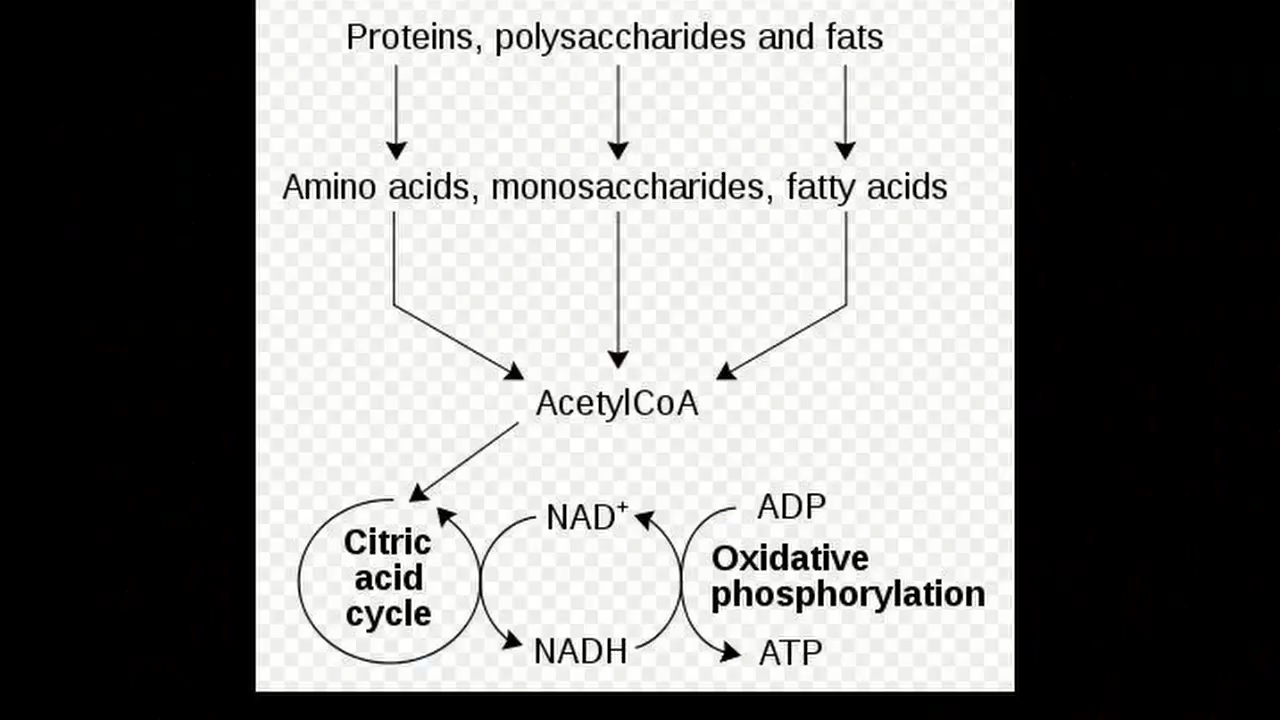 Proteins, polysaccharides and fats
Amino acids, monosaccharides, fatty acids
AcetylCoA
Citric
acid
cycle
NAD⁺
NADH
ADP
Oxidative
phosphorylation
ATP